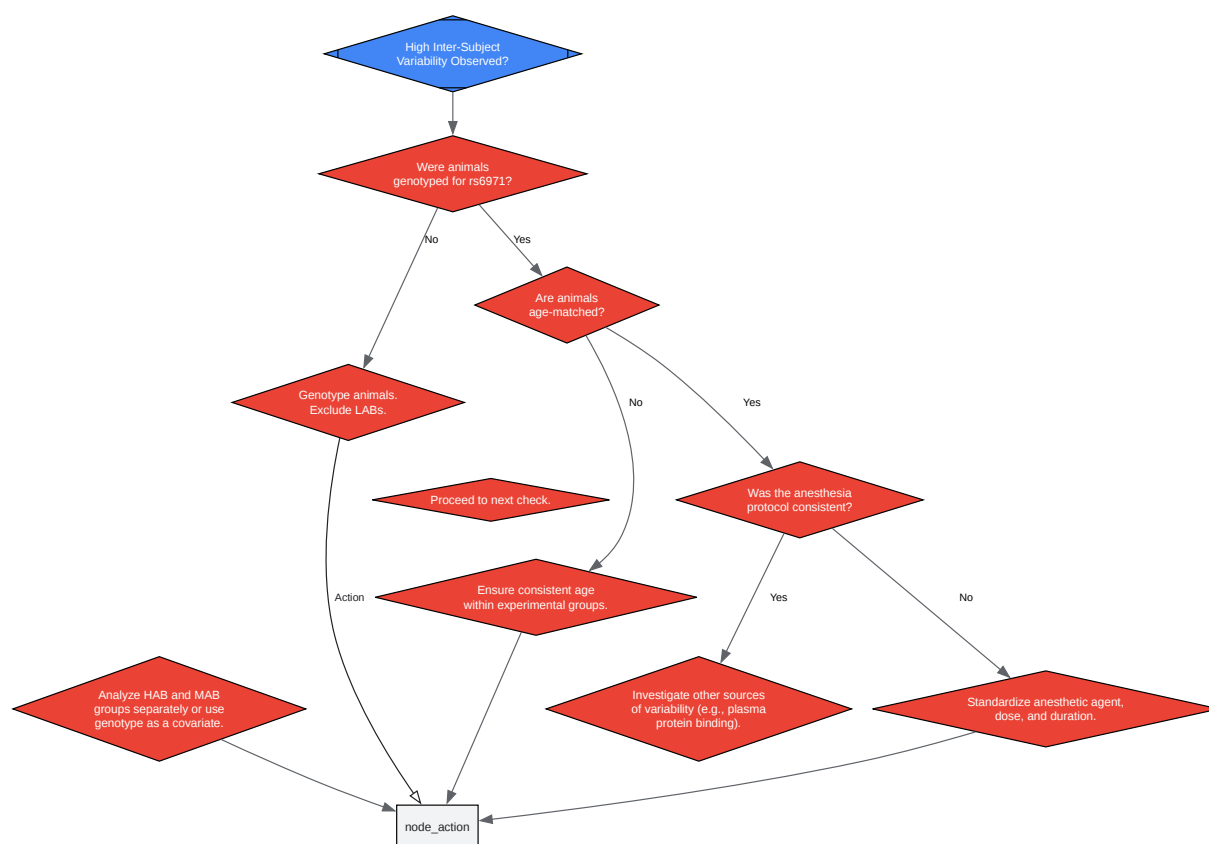 High Inter-Subject
Variability Observed?
Were animals
genotyped for rs6971?
No
Yes
Are animals
age-matched?
Genotype animals.
Exclude LABs.
No
Yes
Proceed to next check.
Was the anesthesia
protocol consistent?
Action
Ensure consistent age
within experimental groups.
Yes
No
Analyze HAB and MAB
groups separately or use
genotype as a covariate.
Investigate other sources
of variability (e.g., plasma
protein binding).
Standardize anesthetic agent,
dose, and duration.
node_action